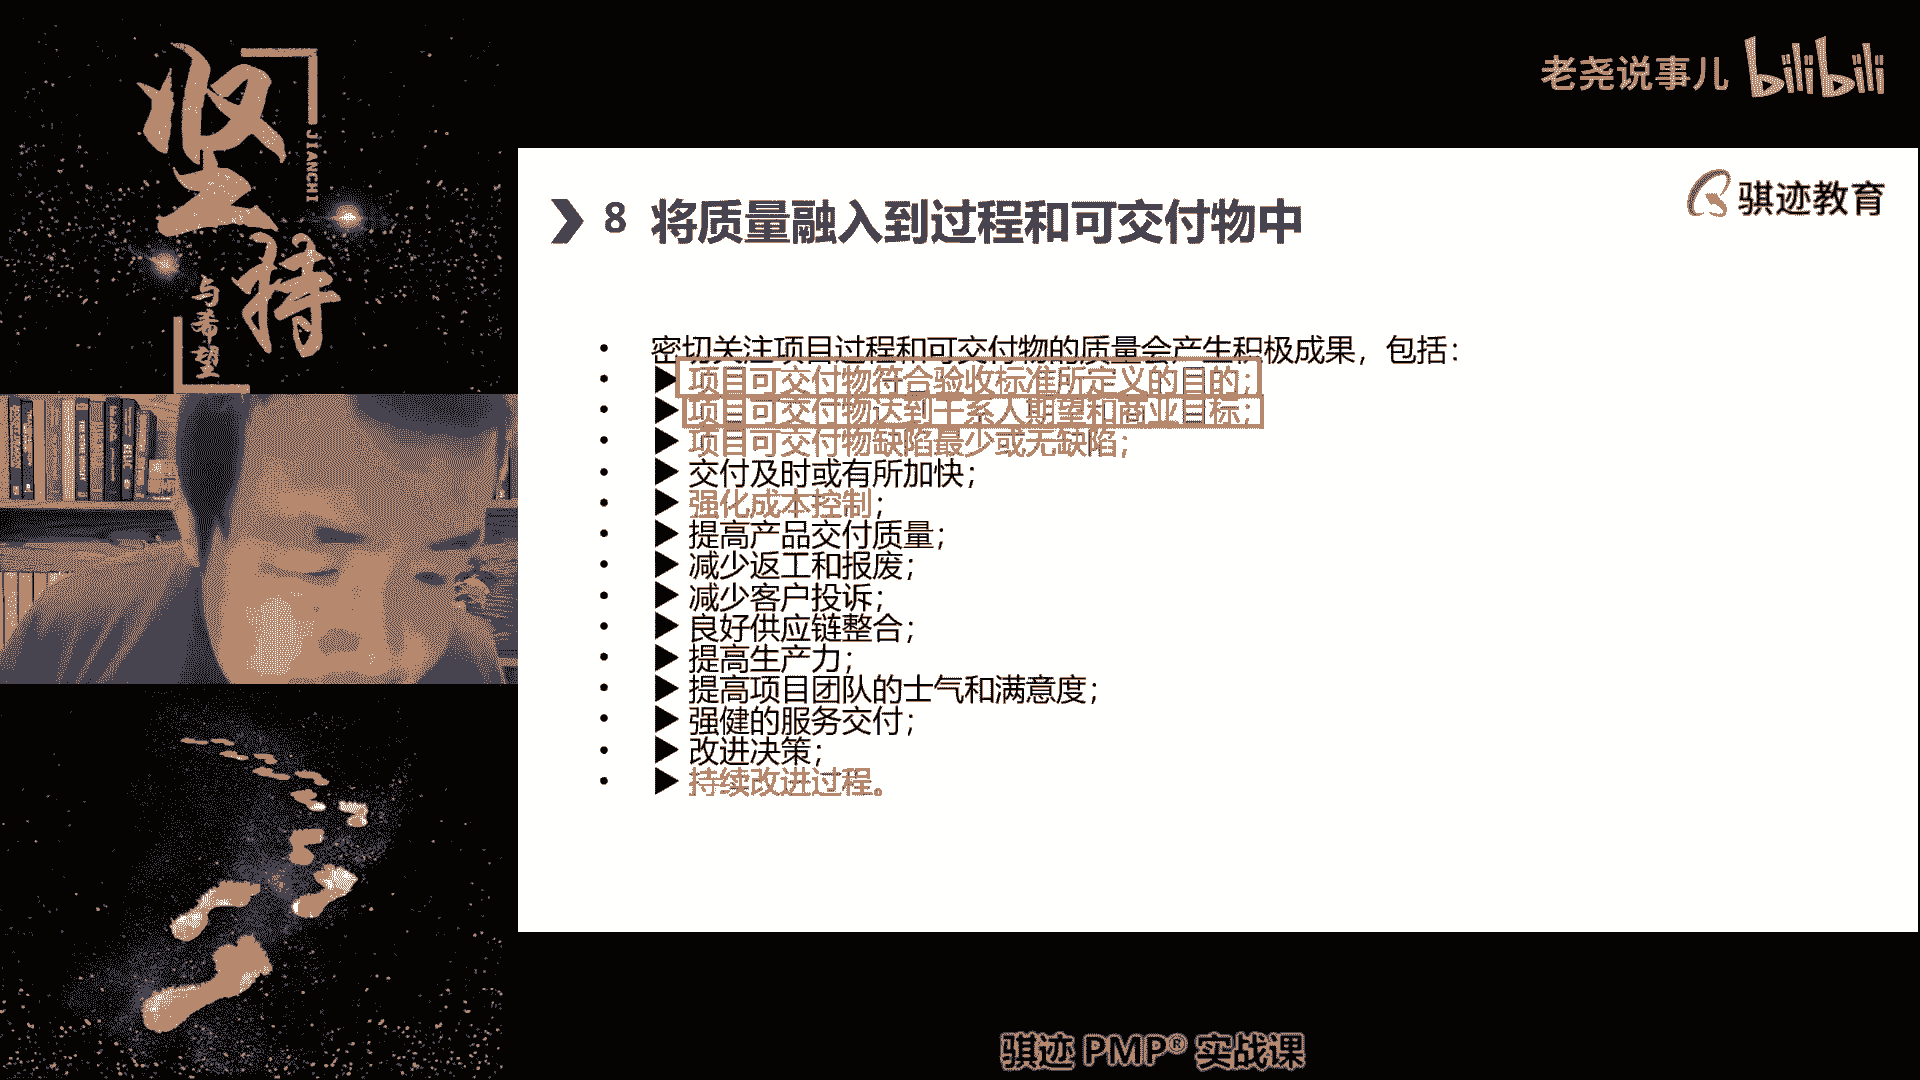 坚持
JIANCHI
与希望
老尧说事儿 bilibili
骐迹教育
8 将质量融入到过程和可交付物中
• 密切关注项目过程和可交付物的质量会产生积极成果，包括：
• ▶项目可交付物符合验收标准所定义的目的；
• ▶项目可交付物达到干系人期望和商业目标；
• ▶项目可交付物缺陷最少或无缺陷；
• ▶交付及时或有所加快；
• ▶强化成本控制；
• ▶提高产品交付质量；
• ▶减少返工和报废；
• ▶减少客户投诉；
• ▶良好供应链整合；
• ▶提高生产力；
• ▶提高项目团队的士气和满意度；
• ▶强健的服务交付；
• ▶改进决策；
• ▶持续改进过程。
骐迹 PMP® 实战课